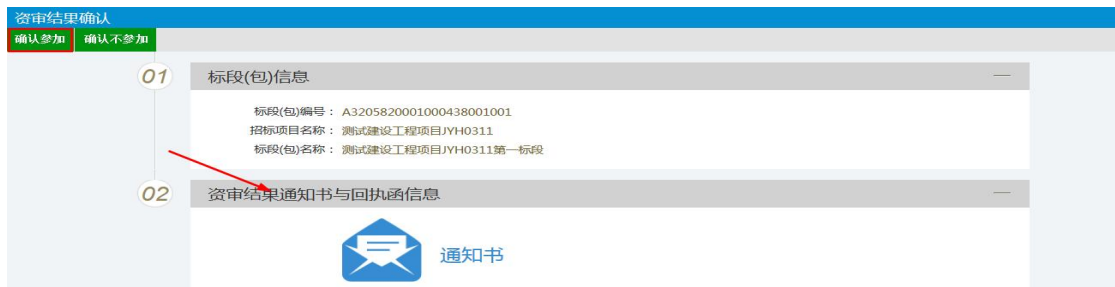 资审结果确认
确认参加 确认不参加
01 标段(包)信息
标段(包)编号： A3205820001000438001001
招标项目名称： 测试建设工程项目JYH0311
标段(包)名称： 测试建设工程项目JYH0311第一标段
02 资审结果通知书与回执函信息
通知书